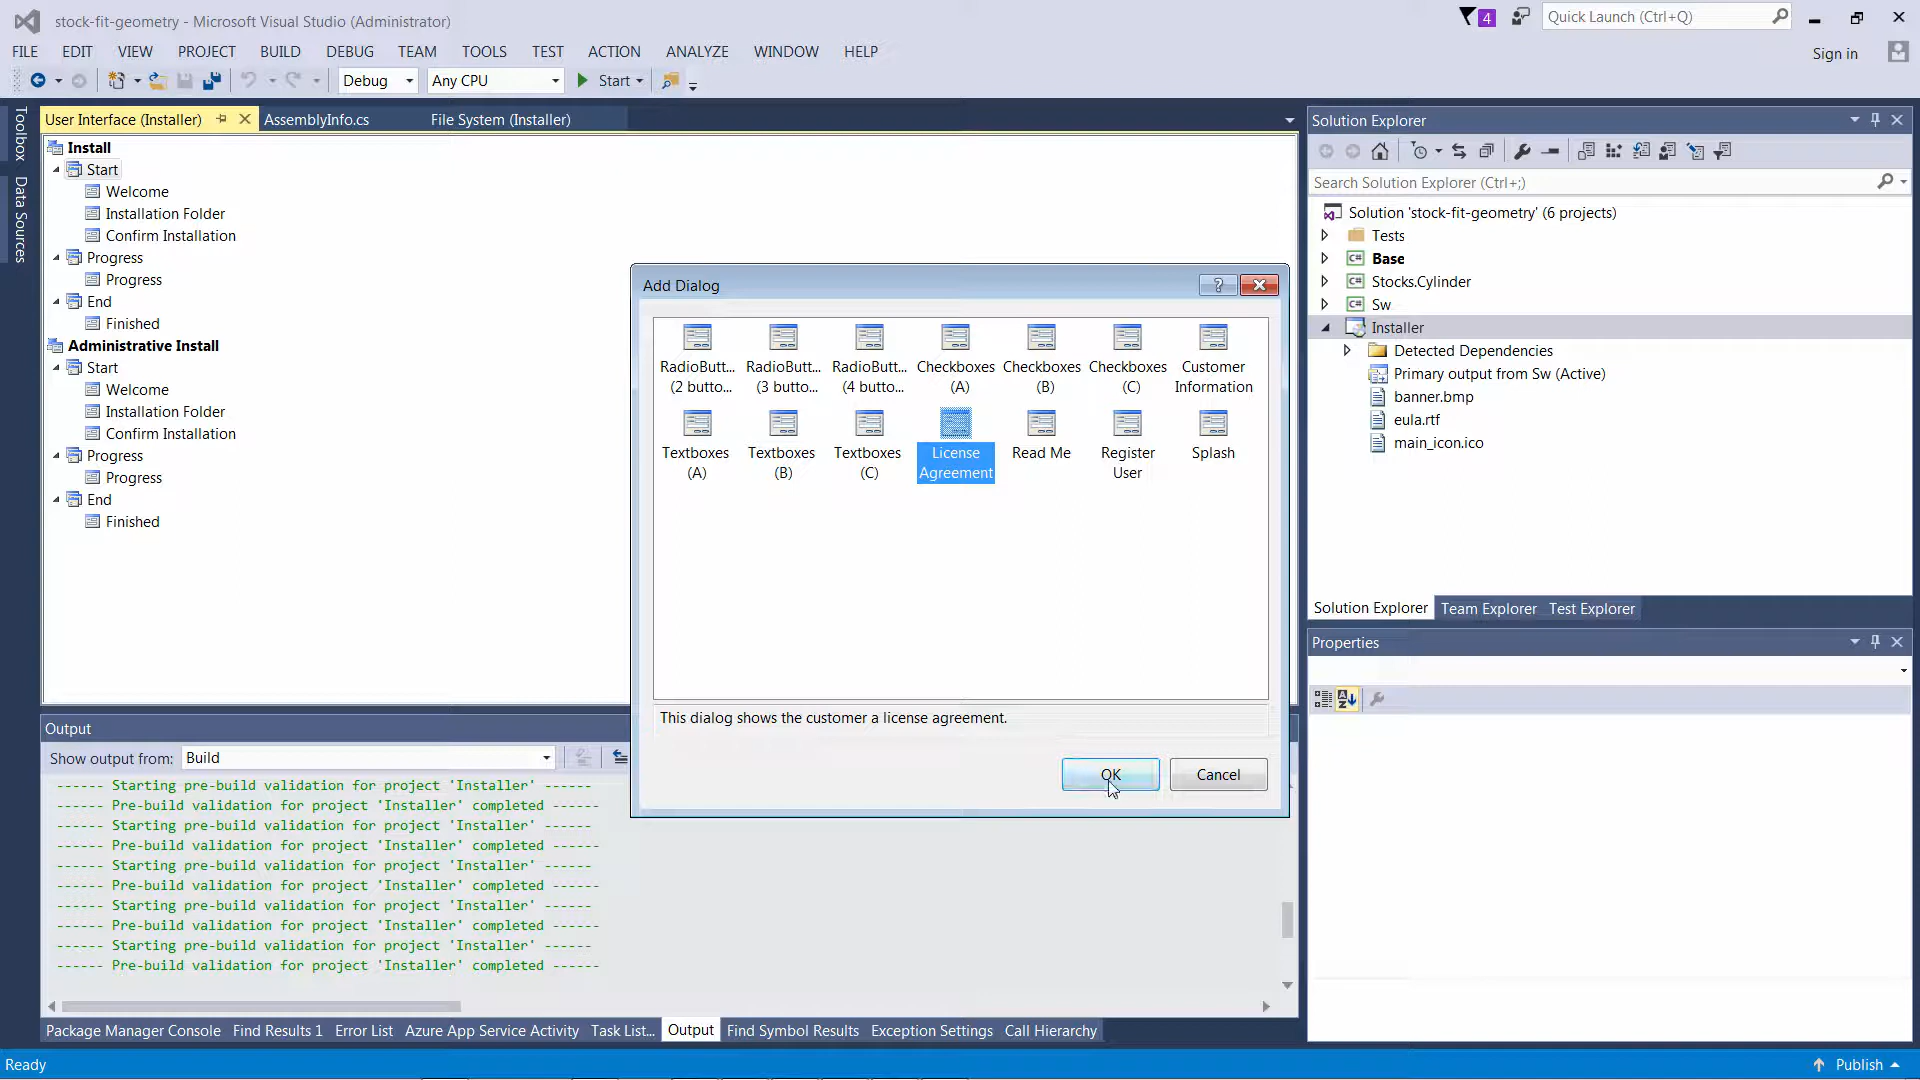 stock-fit-geometry - Microsoft Visual Studio (Administrator)
4
Quick Launch (Ctrl+Q)
FILE EDIT VIEW PROJECT BUILD DEBUG TEAM TOOLS TEST ACTION ANALYZE WINDOW HELP
Sign in
Debug Any CPU Start
Toolbox
Data Sources
User Interface (Installer) AssemblyInfo.cs File System (Installer)
Install
Start
Welcome
Installation Folder
Confirm Installation
Progress
Progress
End
Finished
Administrative Install
Start
Welcome
Installation Folder
Confirm Installation
Progress
Progress
End
Finished
Add Dialog
RadioButt... (2 butto...
RadioButt... (3 butto...
RadioButt... (4 butto...
Checkboxes (A)
Checkboxes (B)
Checkboxes (C)
Customer Information
Textboxes (A)
Textboxes (B)
Textboxes (C)
License Agreement
Read Me
Register User
Splash
This dialog shows the customer a license agreement.
OK Cancel
Solution Explorer
Search Solution Explorer (Ctrl+;)
Solution 'stock-fit-geometry' (6 projects)
Tests
C# Base
C# Stocks.Cylinder
C# Sw
Installer
Detected Dependencies
Primary output from Sw (Active)
banner.bmp
eula.rtf
main_icon.ico
Solution Explorer Team Explorer Test Explorer
Properties
Output
Show output from: Build
------ Starting pre-build validation for project 'Installer' ------
------ Pre-build validation for project 'Installer' completed ------
------ Starting pre-build validation for project 'Installer' ------
------ Pre-build validation for project 'Installer' completed ------
------ Starting pre-build validation for project 'Installer' ------
------ Pre-build validation for project 'Installer' completed ------
------ Starting pre-build validation for project 'Installer' ------
------ Pre-build validation for project 'Installer' completed ------
------ Starting pre-build validation for project 'Installer' ------
------ Pre-build validation for project 'Installer' completed ------
Package Manager Console Find Results 1 Error List Azure App Service Activity Task List... Output Find Symbol Results Exception Settings Call Hierarchy
Ready
Publish